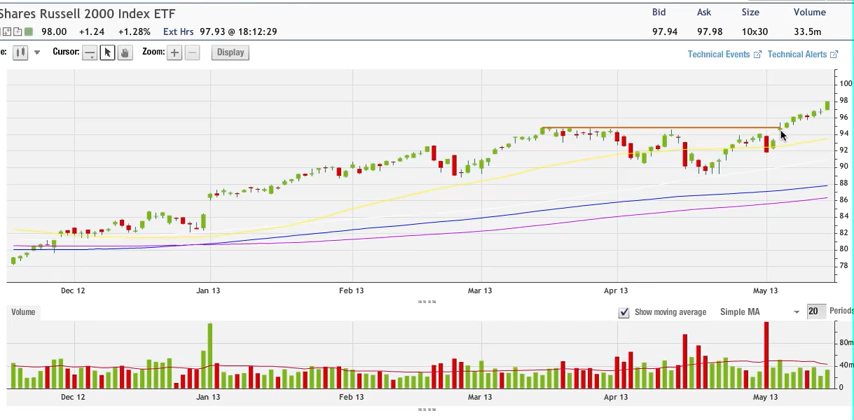 Shares Russell 2000 Index ETF
98.00 +1.24 +1.28% Ext Hrs 97.93 @ 18:12:29
Bid Ask Size Volume
97.94 97.98 10x30 33.5m
e: Cursor: Zoom: + − Display Technical Events Technical Alerts
100
98
96
94
92
90
88
86
84
82
80
78
Dec 12 Jan 13 Feb 13 Mar 13 Apr 13 May 13
Volume Show moving average Simple MA 20 Periods
80m
40m
0
Dec 12 Jan 13 Feb 13 Mar 13 Apr 13 May 13